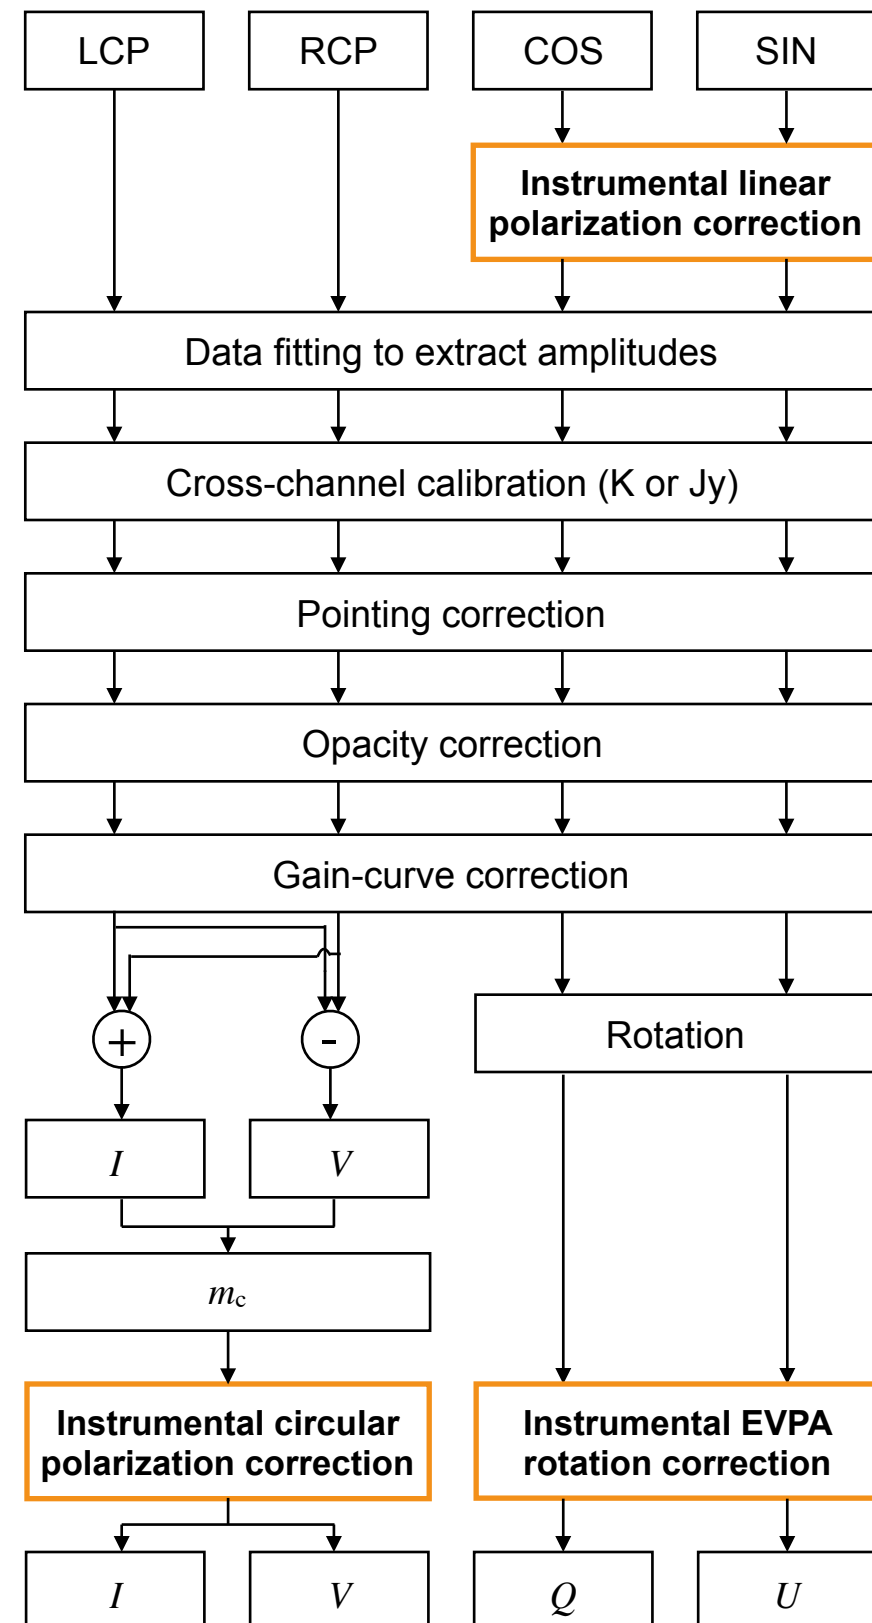 LCP RCP COS SIN
Instrumental linear
polarization correction
Data fitting to extract amplitudes
Cross-channel calibration (K or Jy)
Pointing correction
Opacity correction
Gain-curve correction
+ - Rotation
I V
mc
Instrumental circular
polarization correction
Instrumental EVPA
rotation correction
I V Q U